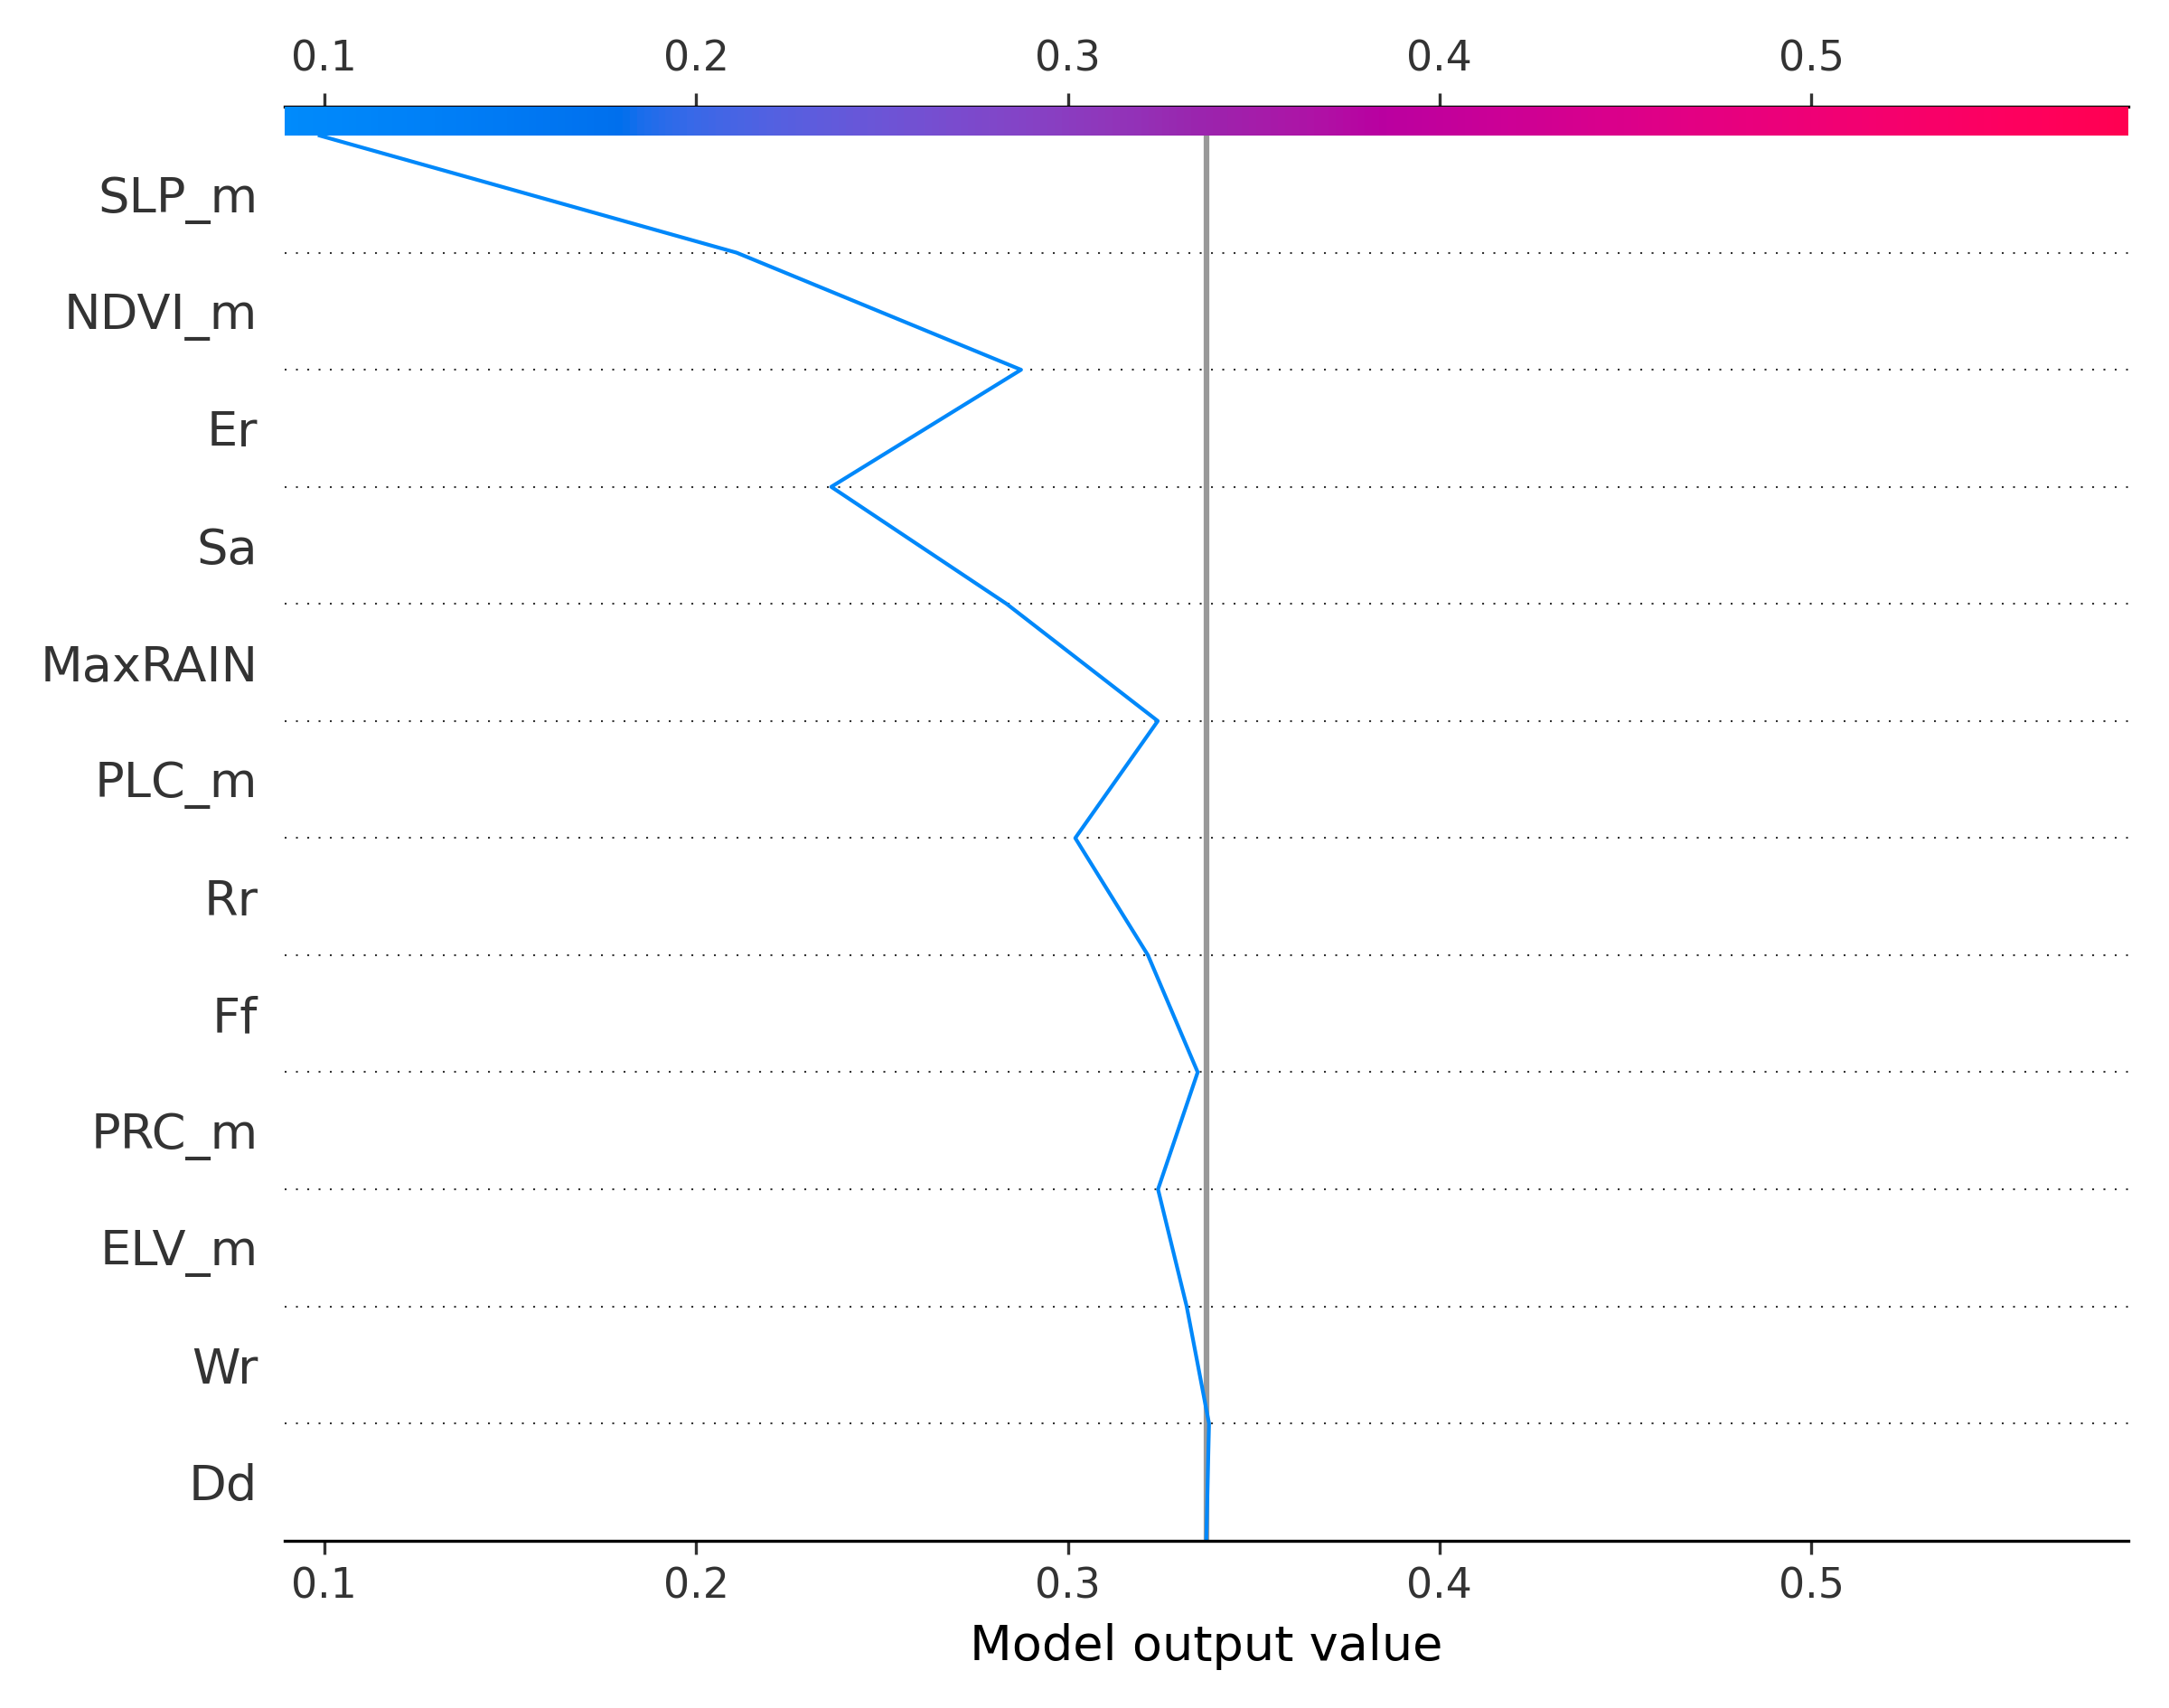 0.1 0.2 0.3 0.4 0.5
SLP_m
NDVI_m
Er
Sa
MaxRAIN
PLC_m
Rr
Ff
PRC_m
ELV_m
Wr
Dd
0.1 0.2 0.3 0.4 0.5
Model output value